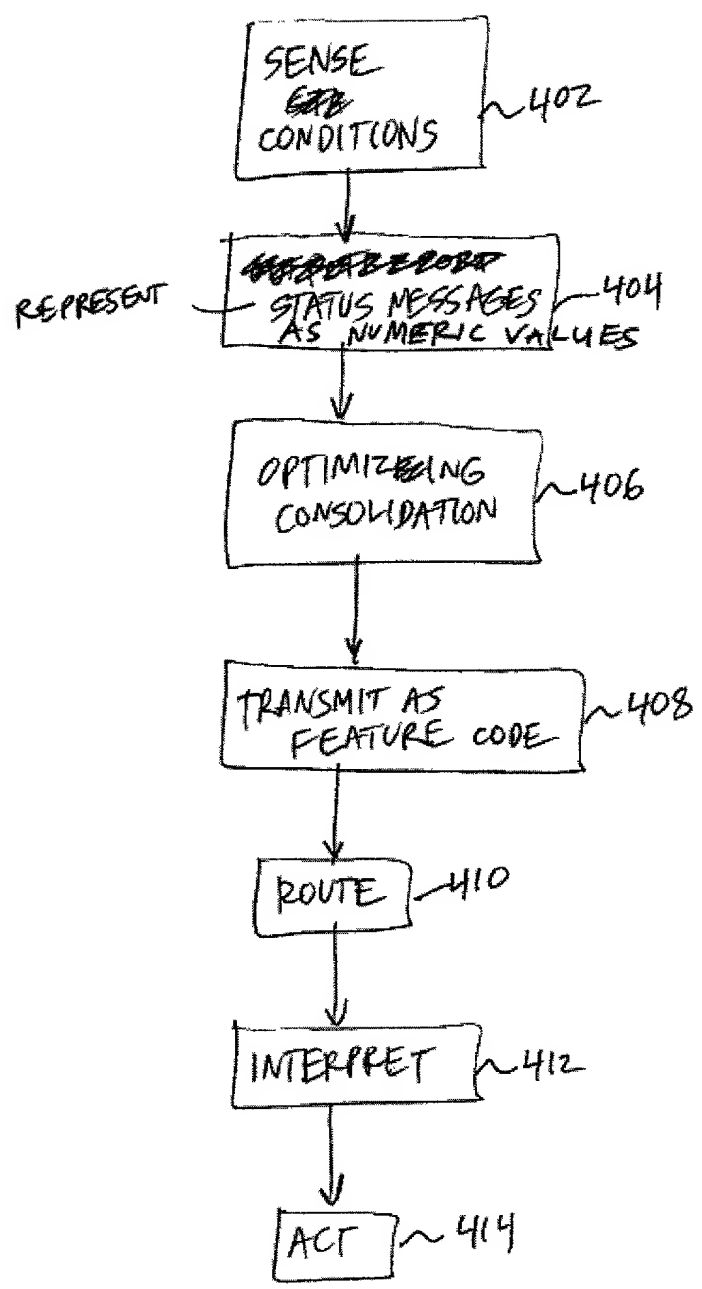 SENSE
CONDITIONS
402
REPRESENT
STATUS MESSAGES
404
AS NUMERIC VALUES
OPTIMIZING
CONSOLIDATION
406
TRANSMIT AS
FEATURE CODE
408
ROUTE
410
INTERPRET
412
ACT
414